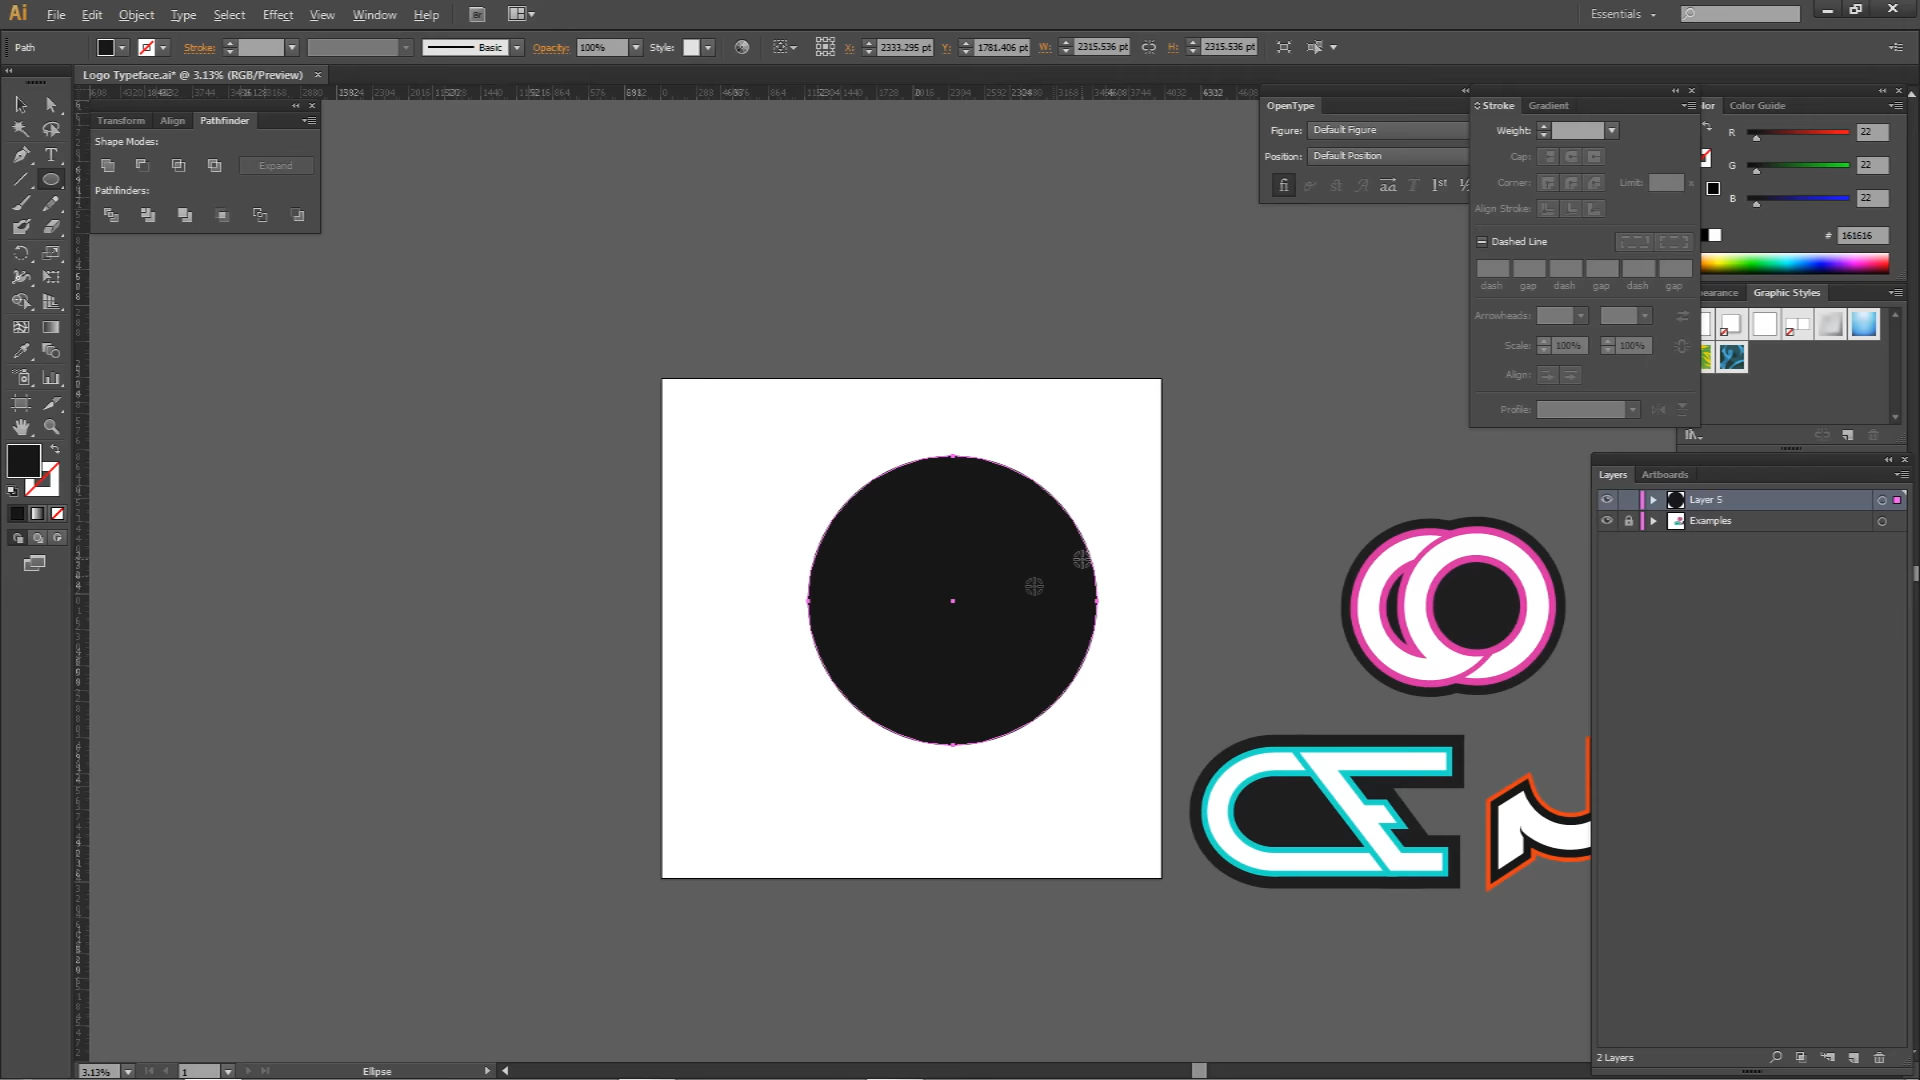 Ai File Edit Object Type Select Effect View Window Help Br Essentials
Path Stroke: Basic Opacity: 100% Style: X: 2333.295 pt Y: 1781.406 pt W: 2315.536 pt H: 2315.536 pt
Logo Typeface.ai* @ 3.13% (RGB/Preview)
Transform Align Pathfinder
Shape Modes:
Expand
Pathfinders:
OpenType
Figure: Default Figure
Position: Default Position
Stroke Gradient
Weight:
Cap:
Corner: Limit: x
Align Stroke:
Dashed Line
dash gap dash gap dash gap
Arrowheads:
Scale: 100% 100%
Align:
Profile:
lor Color Guide
R 22
G 22
B 22
# 161616
pearance Graphic Styles
Layers Artboards
Layer 5
Examples
2 Layers
3.13% 1 Ellipse